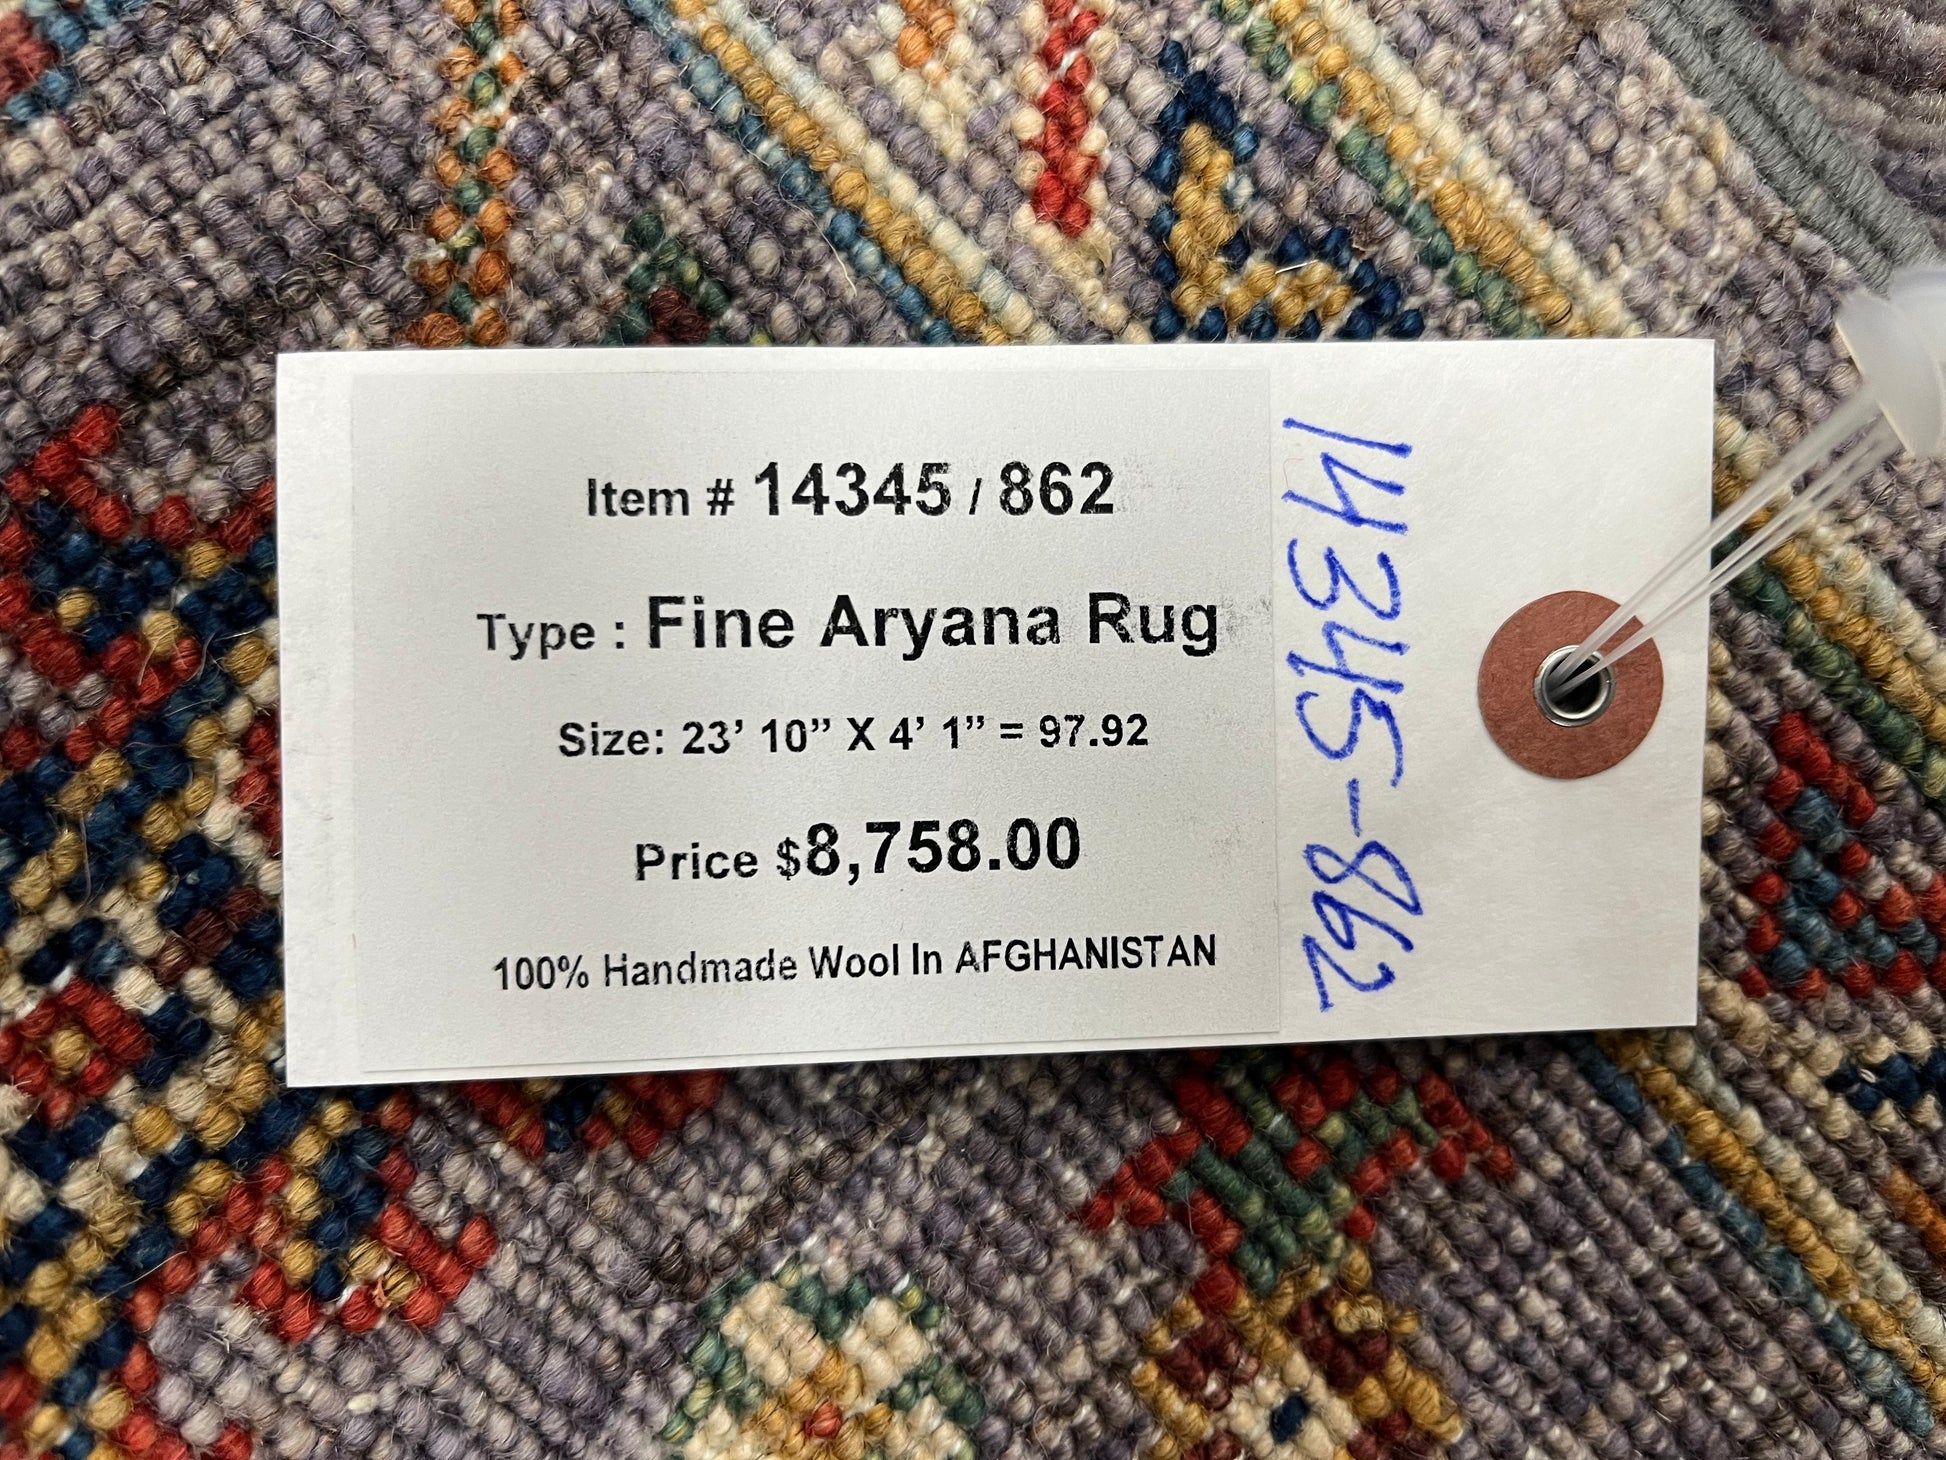 Item # 14345 / 862
Type : Fine Aryana Rug
Size: 23’ 10” X 4’ 1” = 97.92
Price $8,758.00
100% Handmade Wool In AFGHANISTAN
14345-862